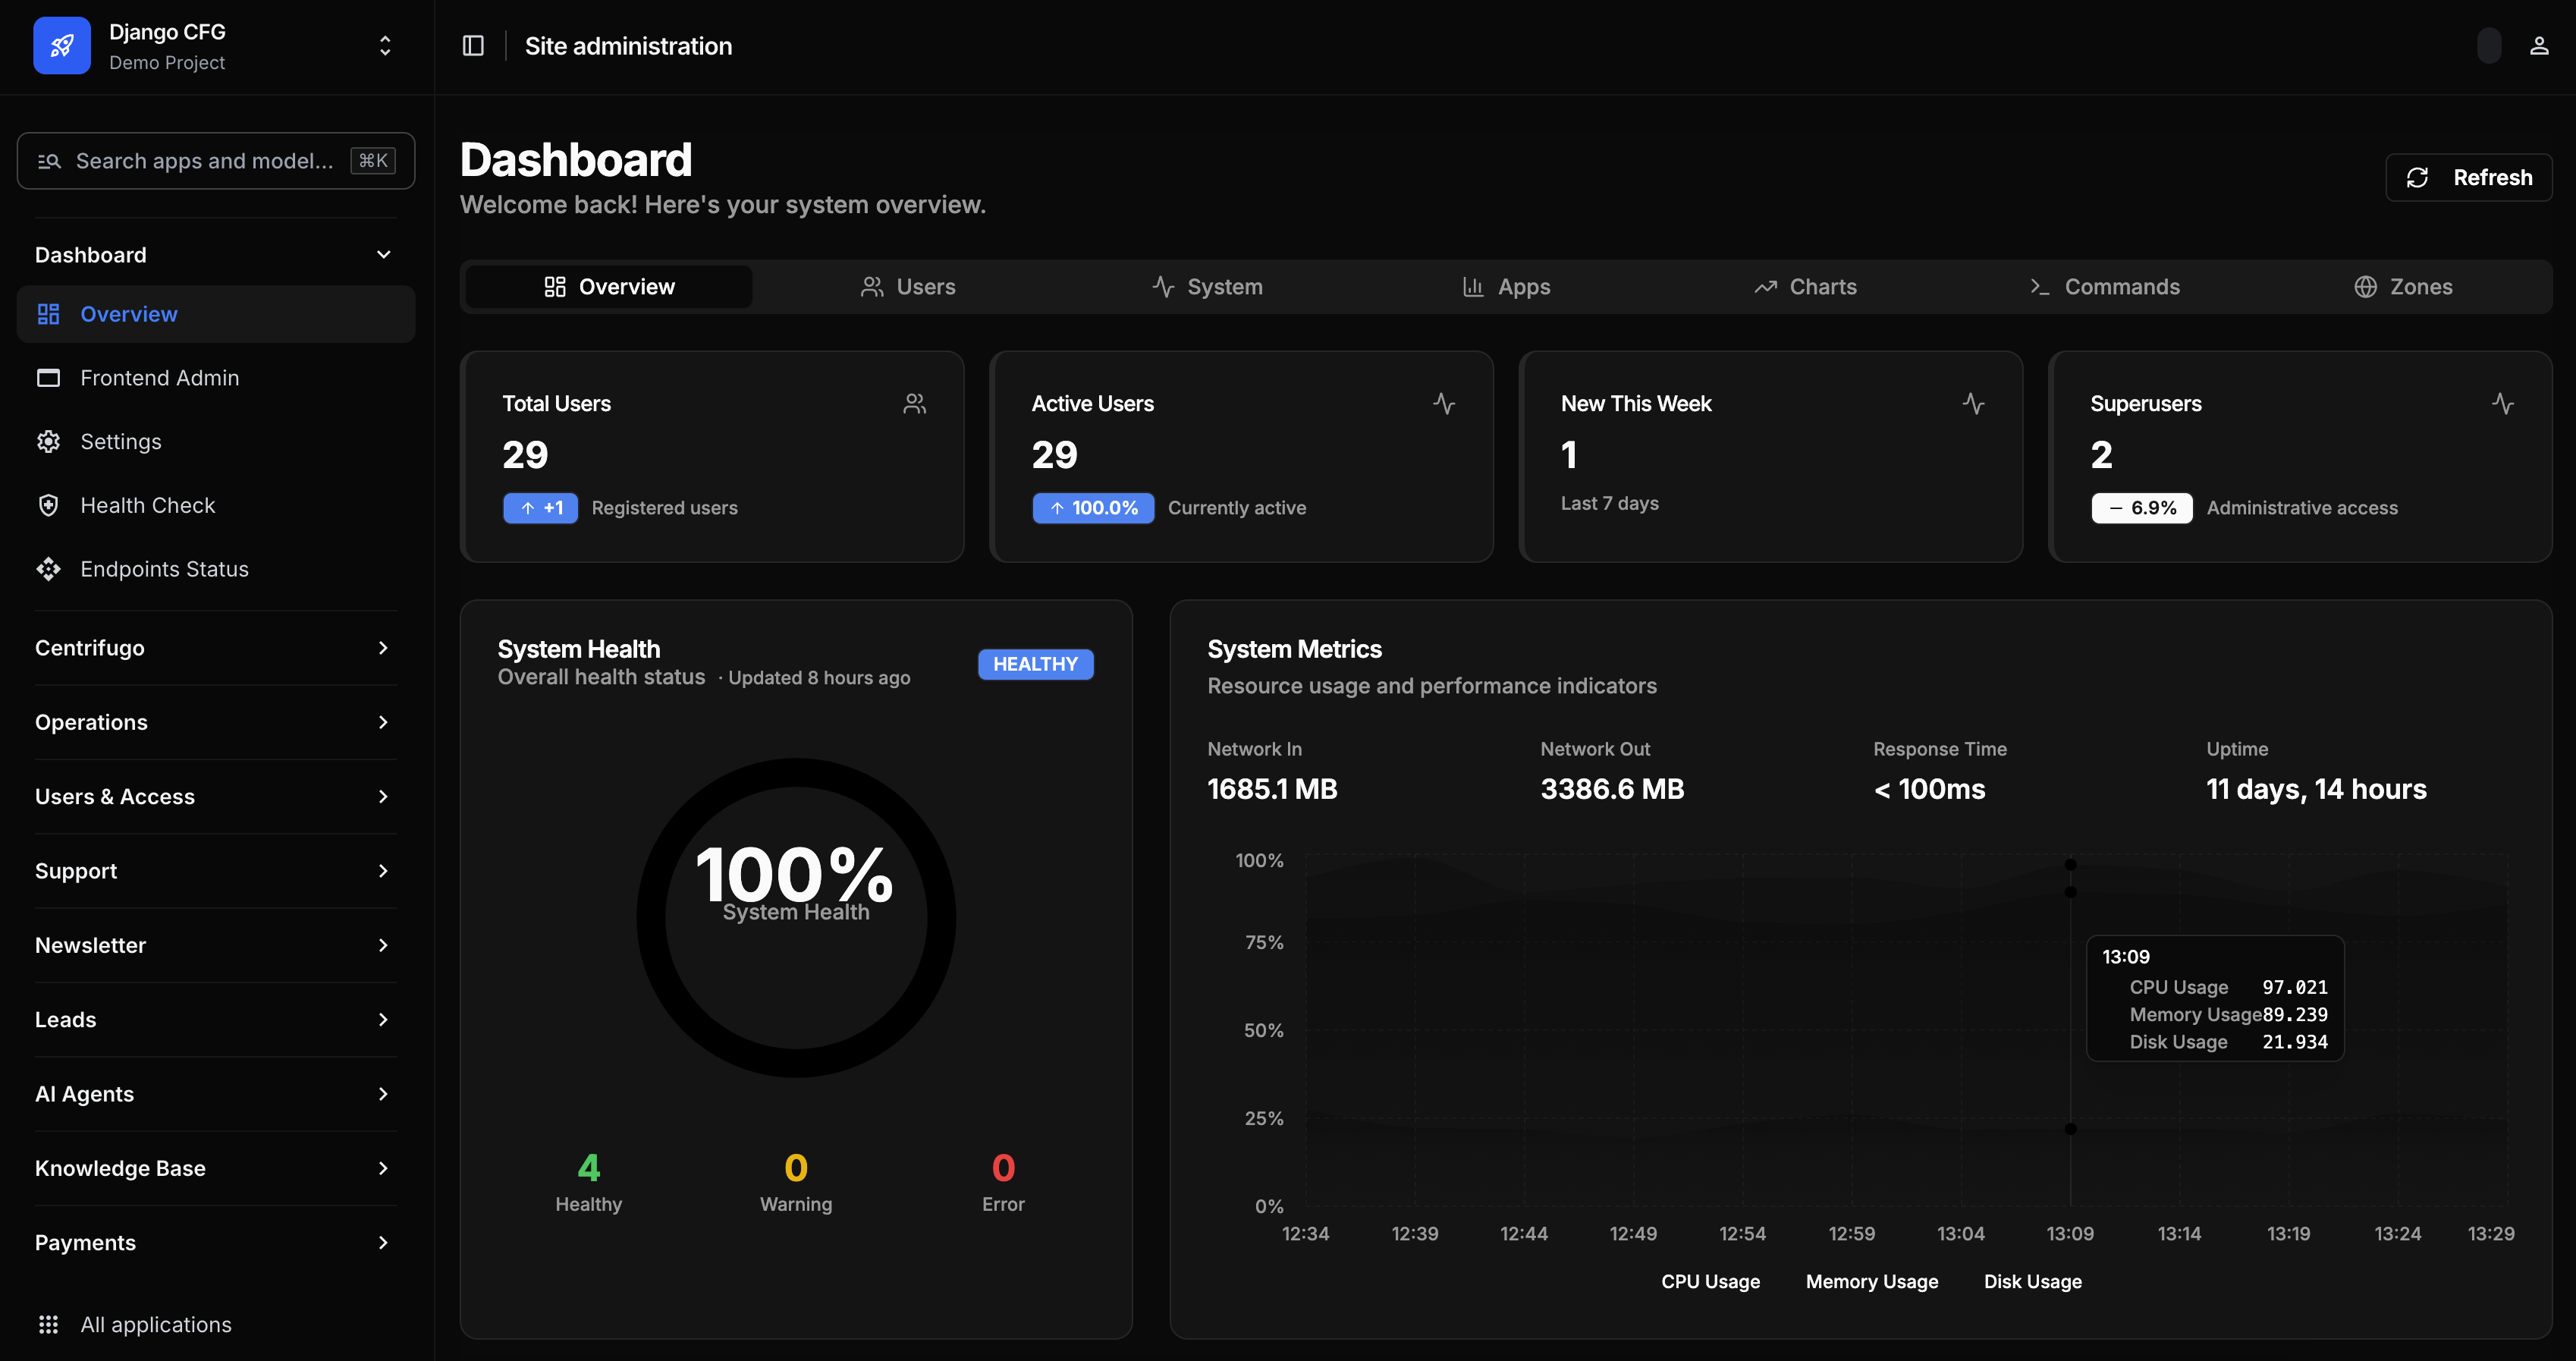 Django CFG
Demo Project
Search apps and model... ⌘K
Dashboard
Overview
Frontend Admin
Settings
Health Check
Endpoints Status
Centrifugo
Operations
Users & Access
Support
Newsletter
Leads
AI Agents
Knowledge Base
Payments
All applications
Site administration
Dashboard
Welcome back! Here's your system overview.
Refresh
Overview Users System Apps Charts Commands Zones
Total Users
29
↑ +1 Registered users
Active Users
29
↑ 100.0% Currently active
New This Week
1
Last 7 days
Superusers
2
− 6.9% Administrative access
System Health
Overall health status · Updated 8 hours ago
HEALTHY
100%
System Health
4 0 0
Healthy Warning Error
System Metrics
Resource usage and performance indicators
Network In Network Out Response Time Uptime
1685.1 MB 3386.6 MB < 100ms 11 days, 14 hours
100%
75%
50%
25%
0%
13:09
CPU Usage 97.021
Memory Usage 89.239
Disk Usage 21.934
12:34 12:39 12:44 12:49 12:54 12:59 13:04 13:09 13:14 13:19 13:24 13:29
CPU Usage Memory Usage Disk Usage